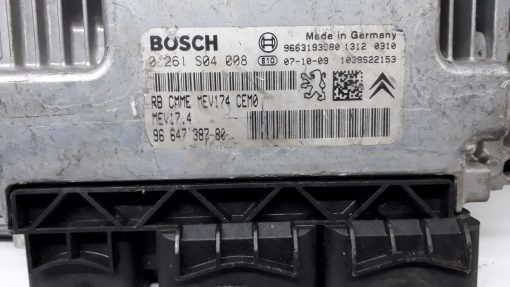 BOSCH
Made in Germany
9663193580 1312 0310
0 261 S04 008
B10 07-10-09 1039S22153
RB CMME MEV174 CEM0
MEV17.4
96 647 387 80